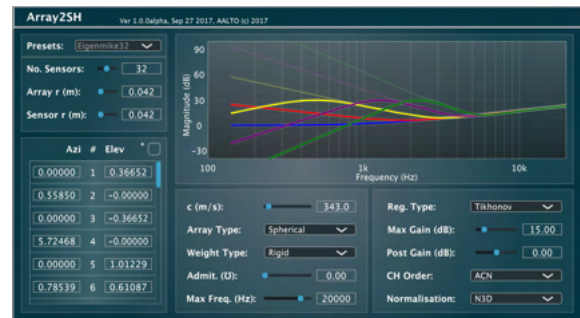 Array2SH Ver 1.0.0alpha, Sep 27 2017, AALTO (c) 2017
Presets: Eigenmike32
No. Sensors: 32
Array r (m): 0.042
Sensor r (m): 0.042
Azi # Elev °
0.00000 1 0.36652
0.55850 2 -0.00000
0.00000 3 -0.36652
5.72468 4 -0.00000
0.00000 5 1.01229
0.78539 6 0.61087
Magnitude (dB)
90
60
30
0
-30
100 1k 10k
Frequency (Hz)
c (m/s): 343.0
Array Type: Spherical
Weight Type: Rigid
Admit. (℧): 0.00
Max Freq. (Hz): 20000
Reg. Type: Tikhonov
Max Gain (dB): 15.00
Post Gain (dB): 0.00
CH Order: ACN
Normalisation: N3D